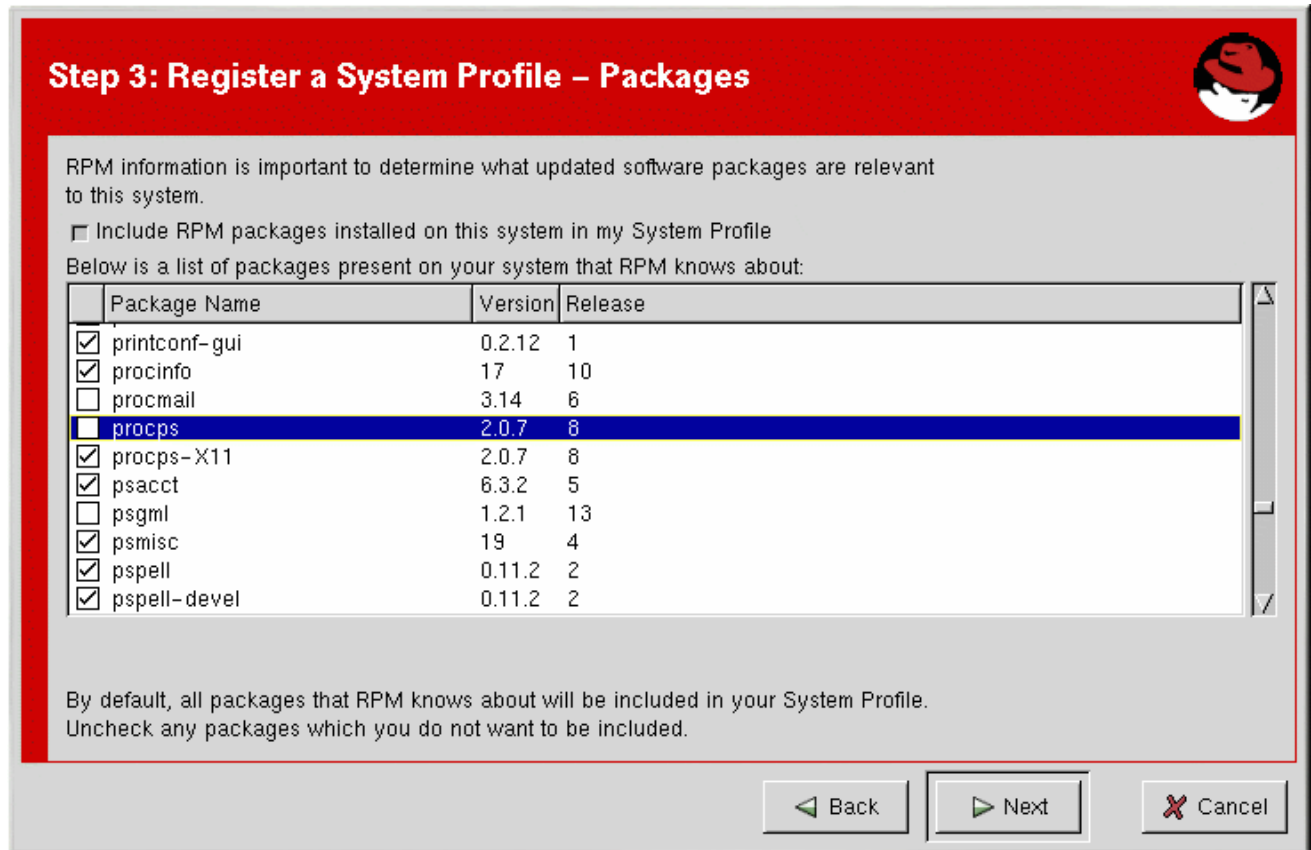 Step 3: Register a System Profile – Packages
RPM information is important to determine what updated software packages are relevant
to this system.
Include RPM packages installed on this system in my System Profile
Below is a list of packages present on your system that RPM knows about:
Package Name Version Release
printconf-gui 0.2.12 1
procinfo 17 10
procmail 3.14 6
procps 2.0.7 8
procps-X11 2.0.7 8
psacct 6.3.2 5
psgml 1.2.1 13
psmisc 19 4
pspell 0.11.2 2
pspell-devel 0.11.2 2
By default, all packages that RPM knows about will be included in your System Profile.
Uncheck any packages which you do not want to be included.
Back Next Cancel